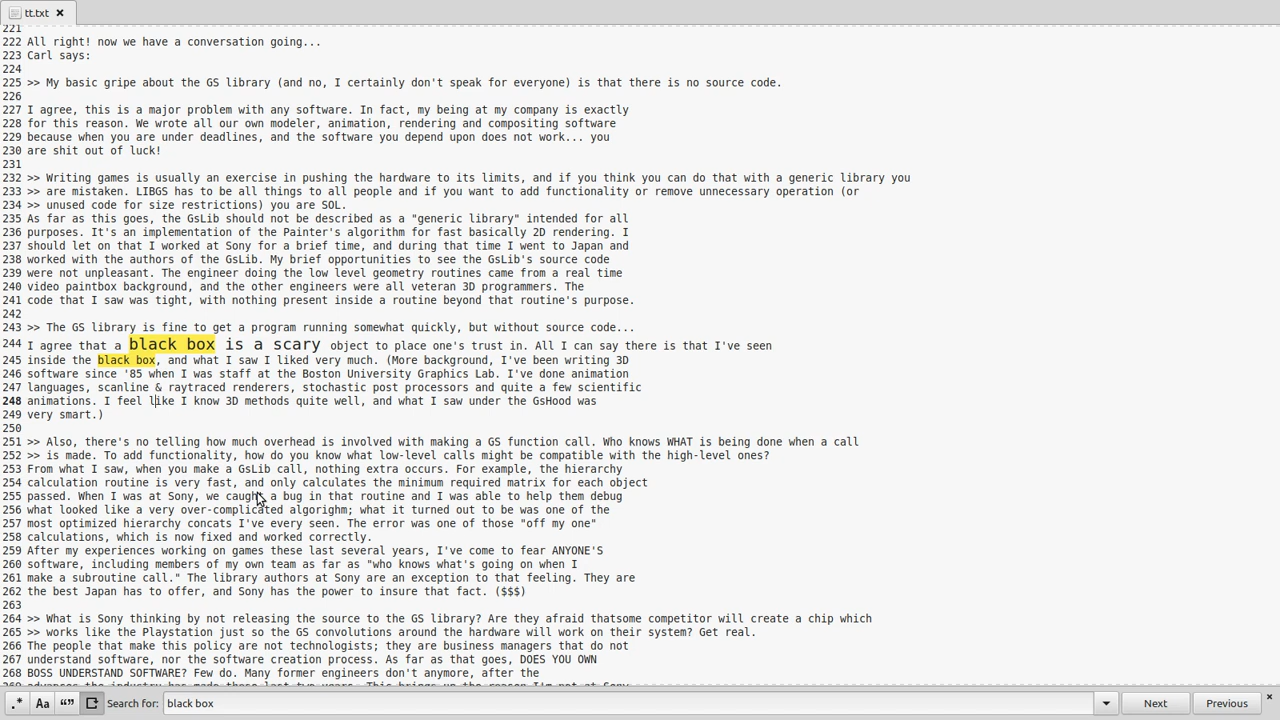 tt.txt
221
222 All right! now we have a conversation going...
223 Carl says:
224
225 >> My basic gripe about the GS library (and no, I certainly don't speak for everyone) is that there is no source code.
226
227 I agree, this is a major problem with any software. In fact, my being at my company is exactly
228 for this reason. We wrote all our own modeler, animation, rendering and compositing software
229 because when you are under deadlines, and the software you depend upon does not work... you
230 are shit out of luck!
231
232 >> Writing games is usually an exercise in pushing the hardware to its limits, and if you think you can do that with a generic library you
233 >> are mistaken. LIBGS has to be all things to all people and if you want to add functionality or remove unnecessary operation (or
234 >> unused code for size restrictions) you are SOL.
235 As far as this goes, the GsLib should not be described as a "generic library" intended for all
236 purposes. It's an implementation of the Painter's algorithm for fast basically 2D rendering. I
237 should let on that I worked at Sony for a brief time, and during that time I went to Japan and
238 worked with the authors of the GsLib. My brief opportunities to see the GsLib's source code
239 were not unpleasant. The engineer doing the low level geometry routines came from a real time
240 video paintbox background, and the other engineers were all veteran 3D programmers. The
241 code that I saw was tight, with nothing present inside a routine beyond that routine's purpose.
242
243 >> The GS library is fine to get a program running somewhat quickly, but without source code...
244 I agree that a black box is a scary object to place one's trust in. All I can say there is that I've seen
245 inside the black box, and what I saw I liked very much. (More background, I've been writing 3D
246 software since '85 when I was staff at the Boston University Graphics Lab. I've done animation
247 languages, scanline & raytraced renderers, stochastic post processors and quite a few scientific
248 animations. I feel like I know 3D methods quite well, and what I saw under the GsHood was
249 very smart.)
250
251 >> Also, there's no telling how much overhead is involved with making a GS function call. Who knows WHAT is being done when a call
252 >> is made. To add functionality, how do you know what low-level calls might be compatible with the high-level ones?
253 From what I saw, when you make a GsLib call, nothing extra occurs. For example, the hierarchy
254 calculation routine is very fast, and only calculates the minimum required matrix for each object
255 passed. When I was at Sony, we caught a bug in that routine and I was able to help them debug
256 what looked like a very over-complicated algorighm; what it turned out to be was one of the
257 most optimized hierarchy concats I've every seen. The error was one of those "off my one"
258 calculations, which is now fixed and worked correctly.
259 After my experiences working on games these last several years, I've come to fear ANYONE'S
260 software, including members of my own team as far as "who knows what's going on when I
261 make a subroutine call." The library authors at Sony are an exception to that feeling. They are
262 the best Japan has to offer, and Sony has the power to insure that fact. ($$$)
263
264 >> What is Sony thinking by not releasing the source to the GS library? Are they afraid thatsome competitor will create a chip which
265 >> works like the Playstation just so the GS convolutions around the hardware will work on their system? Get real.
266 The people that make this policy are not technologists; they are business managers that do not
267 understand software, nor the software creation process. As far as that goes, DOES YOU OWN
268 BOSS UNDERSTAND SOFTWARE? Few do. Many former engineers don't anymore, after the
.* Aa “” Search for: black box Next Previous